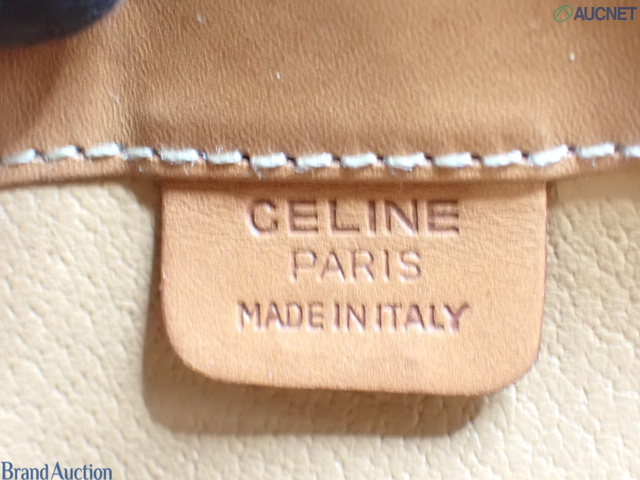 AUCNET
CELINE
PARIS
MADE IN ITALY
Brand Auction